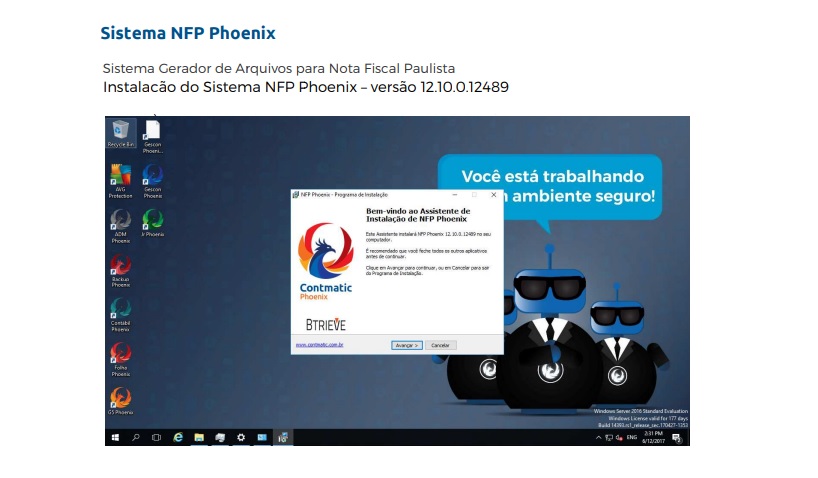 Sistema NFP Phoenix
Sistema Gerador de Arquivos para Nota Fiscal Paulista
Instalacão do Sistema NFP Phoenix – versão 12.10.0.12489
Recycle Bin
Gescon
Phoeni...
AVG
Protection
Gescon
Phoenix
ADM
Phoenix
Ir Phoenix
Backup
Phoenix
Contábil
Phoenix
Folha
Phoenix
G5 Phoenix
Você está trabalhando
ambiente seguro!
NFP Phoenix - Programa de Instalação
Bem-vindo ao Assistente de
Instalação de NFP Phoenix
Este Assistente instalará NFP Phoenix 12.10.0.12489 no seu
computador.
É recomendado que você feche todos os outros aplicativos
antes de continuar.
Clique em Avançar para continuar, ou em Cancelar para sair
do Programa de Instalação.
Contmatic
Phoenix
BTRIEVE
www.contmatic.com.br
Avançar >
Cancelar
Windows Server 2016 Standard Evaluation
Windows License valid for 177 days
Build 14393.rs1_release_sec.170427-1353
ENG
2:31 PM
6/12/2017